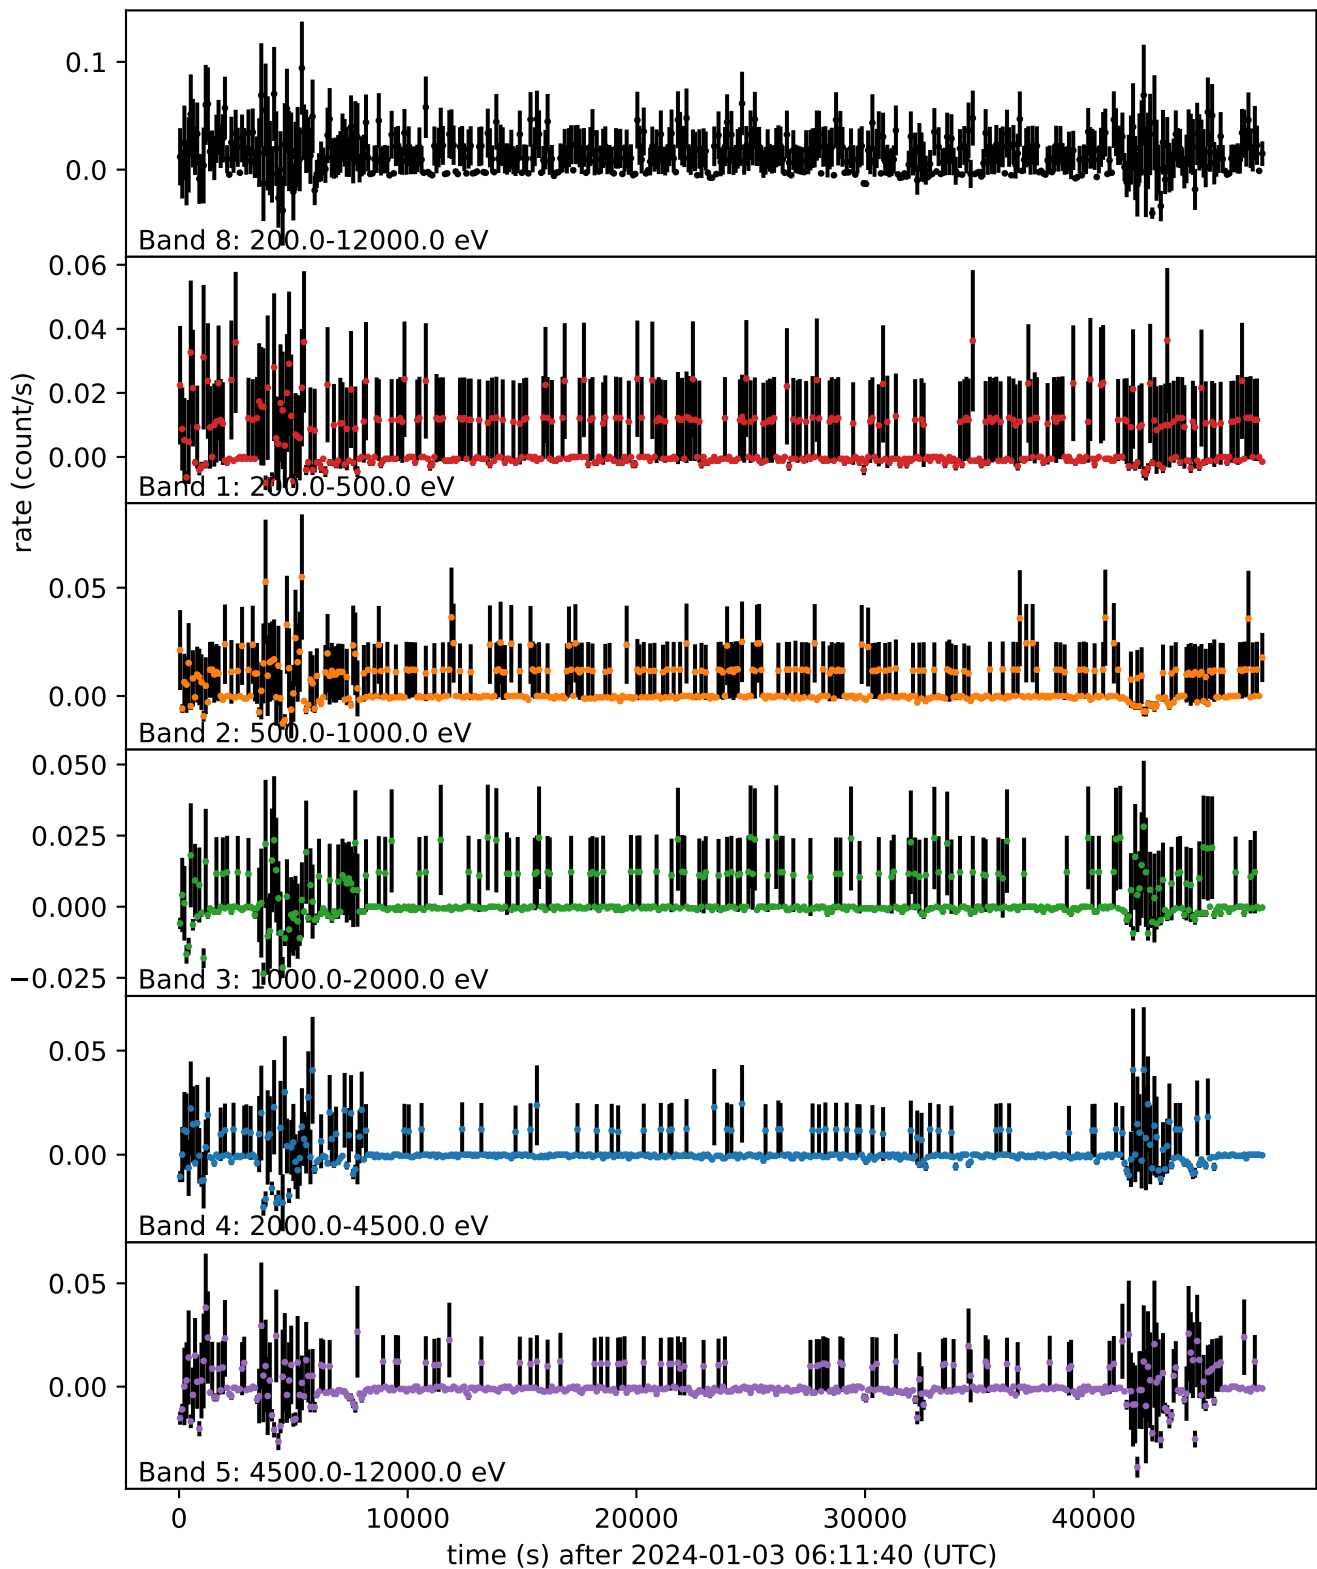 0.1
0.0
Band 8: 200.0-12000.0 eV
0.06
0.04
0.02
0.00
Band 1: 200.0-500.0 eV
rate (count/s)
0.05
0.00
Band 2: 500.0-1000.0 eV
0.050
0.025
0.000
−0.025
Band 3: 1000.0-2000.0 eV
0.05
0.00
Band 4: 2000.0-4500.0 eV
0.05
0.00
Band 5: 4500.0-12000.0 eV
0 10000 20000 30000 40000
time (s) after 2024-01-03 06:11:40 (UTC)